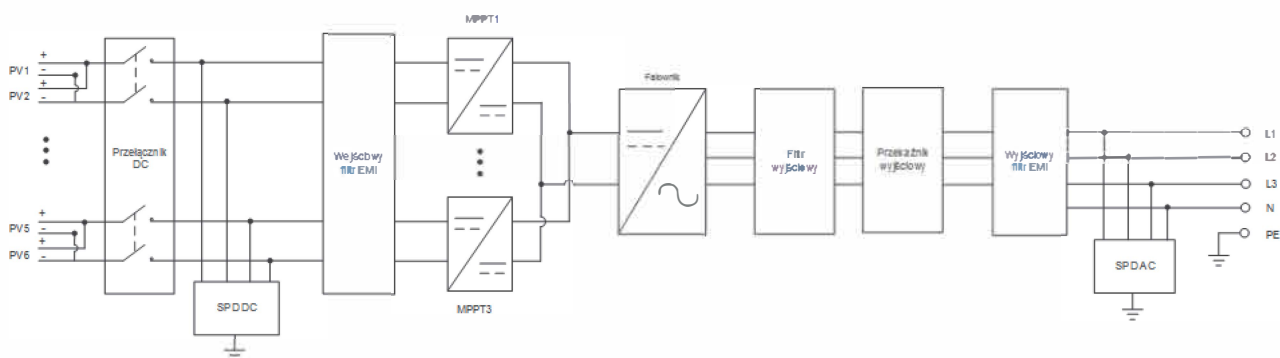 MPPT1
Falownik
+
PV1
-
+
PV2
-
Przełącznik
DC
Wejściowy
filtr EMI
Filtr
wyjściowy
Przekaźnik
wyjściowy
Wyjściowy
filtr EMI
L1
L2
L3
N
PE
+
PV5
-
+
PV6
-
SPDDC
MPPT3
SPDAC